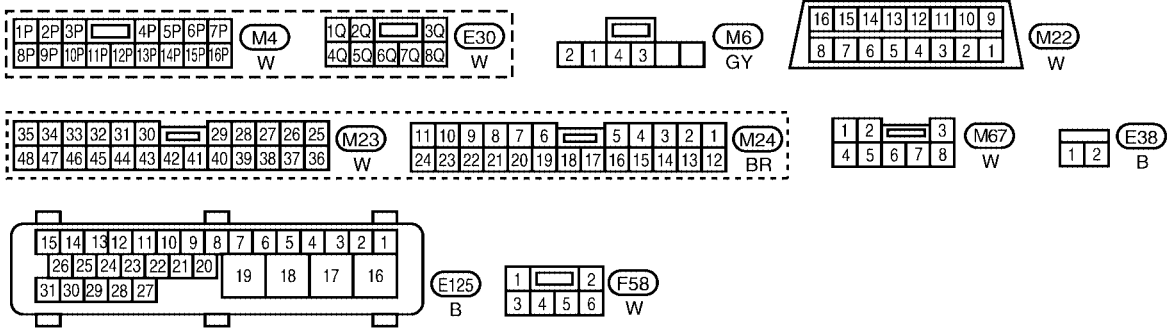 1P 2P 3P 4P 5P 6P 7P
8P 9P 10P 11P 12P 13P 14P 15P 16P
M4
W
1Q 2Q 3Q
4Q 5Q 6Q 7Q 8Q
E30
W
2 1 4 3
M6
GY
16 15 14 13 12 11 10 9
8 7 6 5 4 3 2 1
M22
W
35 34 33 32 31 30 29 28 27 26 25
48 47 46 45 44 43 42 41 40 39 38 37 36
M23
W
11 10 9 8 7 6 5 4 3 2 1
24 23 22 21 20 19 18 17 16 15 14 13 12
M24
BR
1 2 3
4 5 6 7 8
M67
W
1 2
E38
B
15 14 13 12 11 10 9 8 7 6 5 4 3 2 1
26 25 24 23 22 21 20
19 18 17 16
31 30 29 28 27
E125
B
1 2
3 4 5 6
F58
W